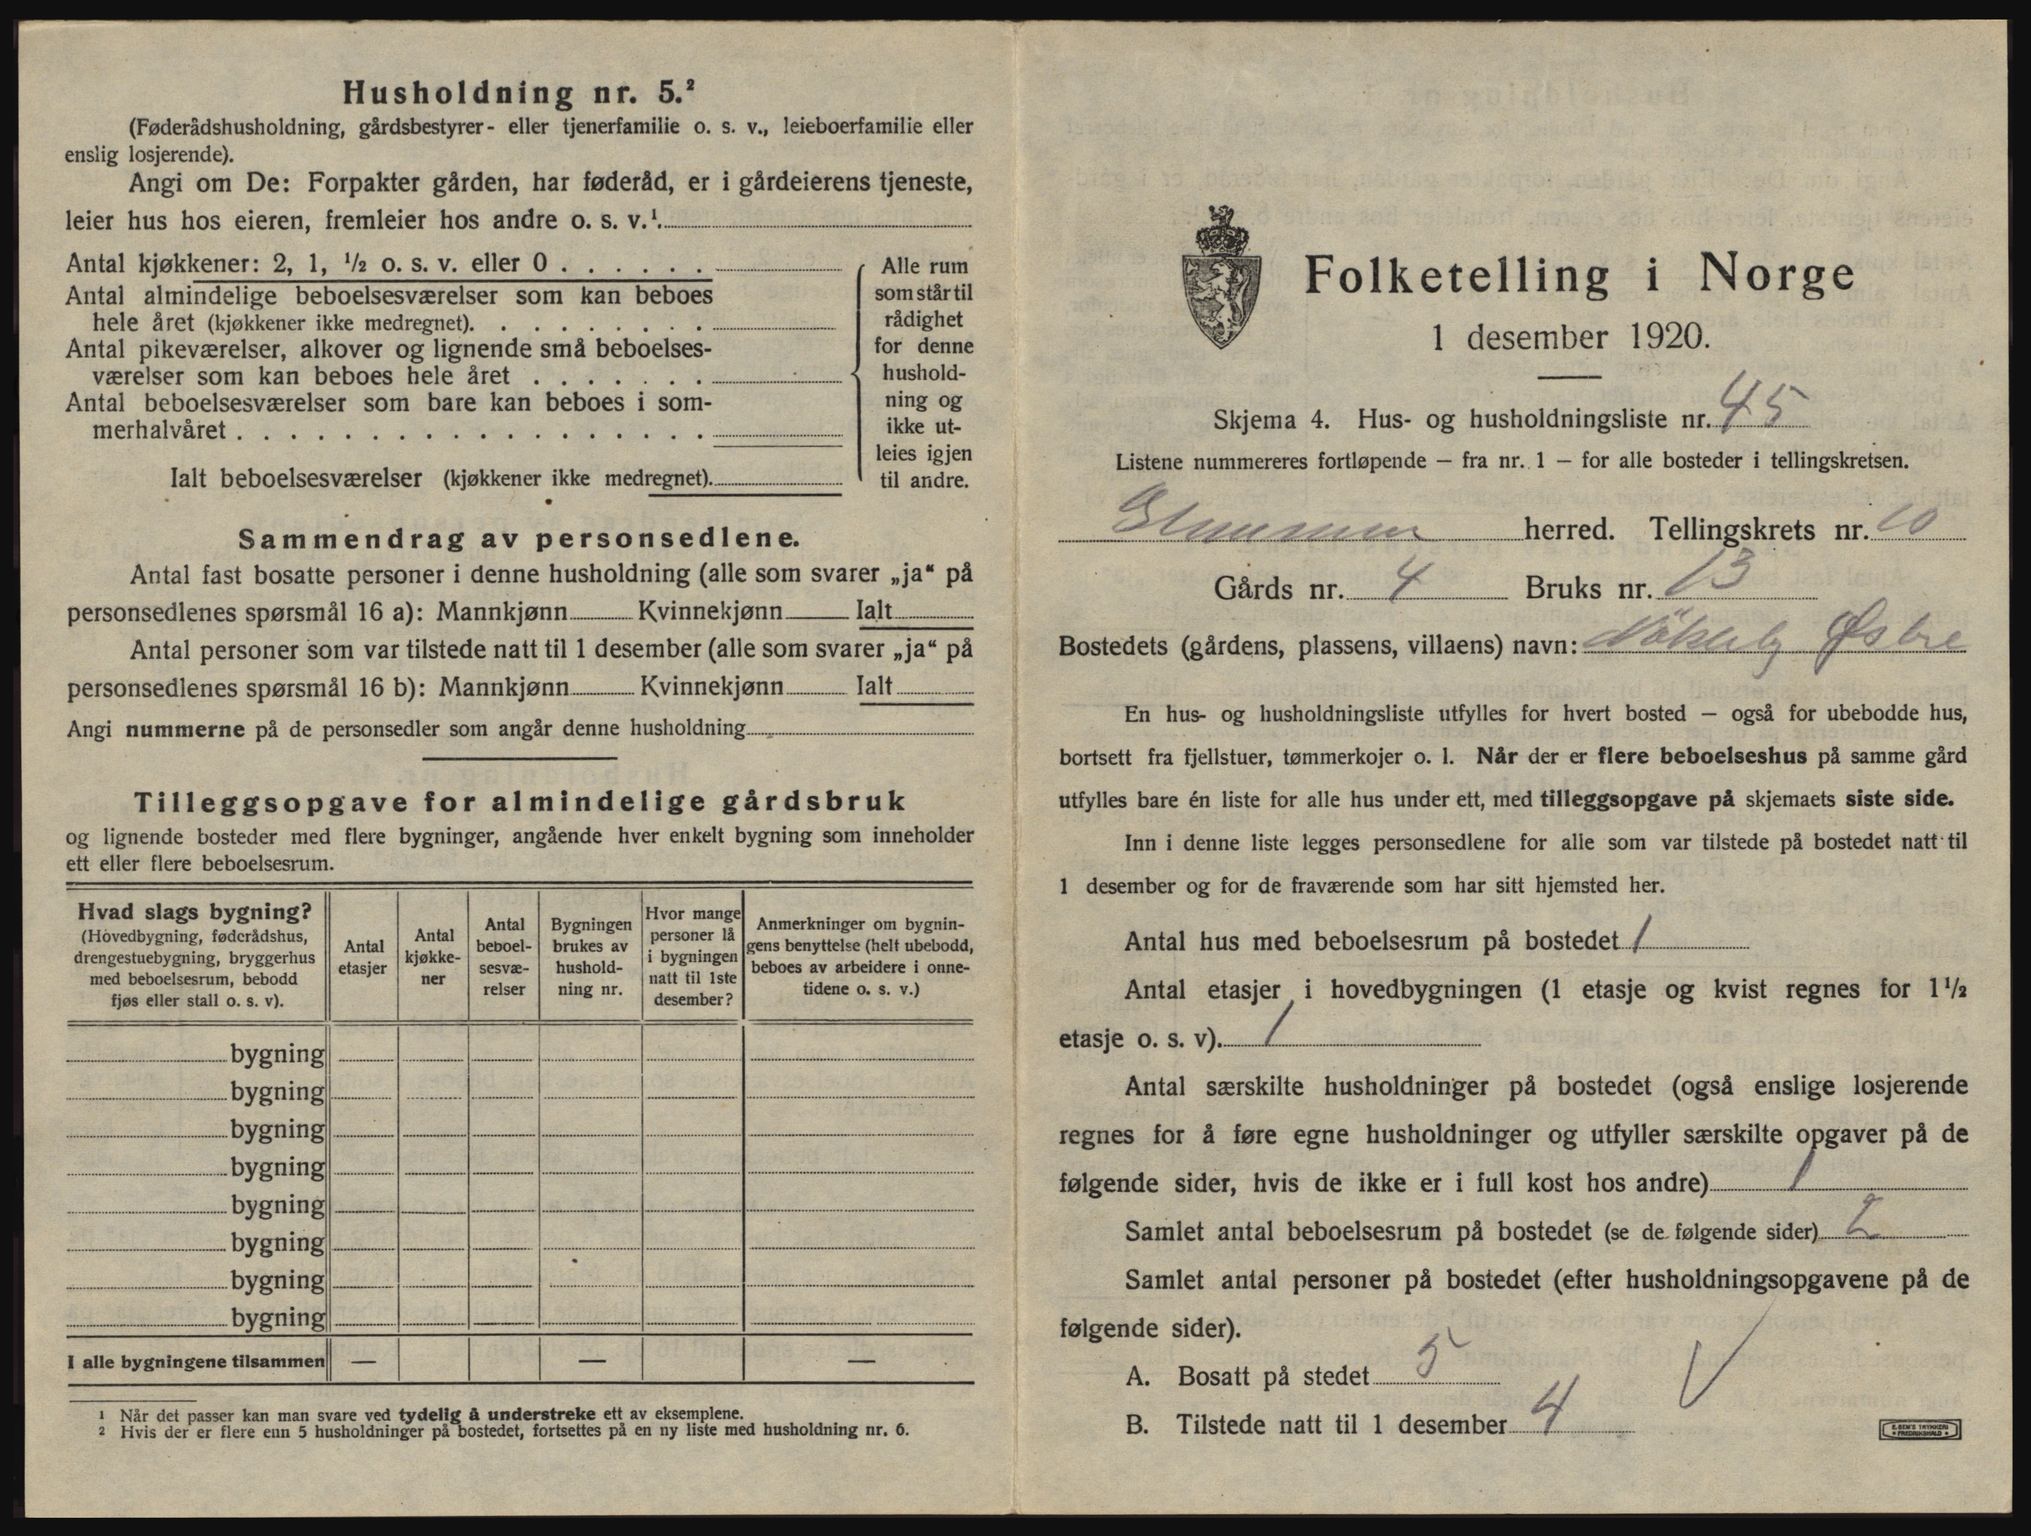 Husholdning nr. 5.²
(Føderådshusholdning, gårdsbestyrer- eller tjenerfamilie o. s. v., leieboerfamilie eller
enslig losjerende).
Angi om De: Forpakter gården, har føderåd, er i gårdeierens tjeneste,
leier hus hos eieren, fremleier hos andre o. s. v.¹.
Antal kjøkkener: 2, 1, ½ o. s. v. eller 0 . . . . . .
Antal almindelige beboelsesværelser som kan beboes
hele året (kjøkkener ikke medregnet). . . . . . . . .
Antal pikeværelser, alkover og lignende små beboelses-
værelser som kan beboes hele året . . . . . . .
Antal beboelsesværelser som bare kan beboes i som-
merhalvåret . . . . . . . . . . . . . . . . . .
Ialt beboelsesværelser (kjøkkener ikke medregnet).
Alle rum
som står til
rådighet
for denne
hushold-
ning og
ikke ut-
leies igjen
til andre.
Sammendrag av personsedlene.
Antal fast bosatte personer i denne husholdning (alle som svarer „ja“ på
personsedlenes spørsmål 16 a): Mannkjønn Kvinnekjønn Ialt
Antal personer som var tilstede natt til 1 desember (alle som svarer „ja“ på
personsedlenes spørsmål 16 b): Mannkjønn Kvinnekjønn Ialt
Angi nummerne på de personsedler som angår denne husholdning
Tilleggsopgave for almindelige gårdsbruk
og lignende bosteder med flere bygninger, angående hver enkelt bygning som inneholder
ett eller flere beboelsesrum.
Hvad slags bygning?
(Hovedbygning, føderådshus,
drengestuebygning, bryggerhus
med beboelsesrum, bebodd
fjøs eller stall o. s. v).
Antal
etasjer
Antal
kjøkke-
ner
Antal
beboel-
sesvæ-
relser
Bygningen
brukes av
hushold-
ning nr.
Hvor mange
personer lå
i bygningen
natt til 1ste
desember?
Anmerkninger om bygnin-
gens benyttelse (helt ubebodd,
beboes av arbeidere i onne-
tidene o. s. v.)
bygning
bygning
bygning
bygning
bygning
bygning
bygning
bygning
I alle bygningene tilsammen — — —
¹ Når det passer kan man svare ved tydelig å understreke ett av eksemplene.
² Hvis der er flere enn 5 husholdninger på bostedet, fortsettes på en ny liste med husholdning nr. 6.
Folketelling i Norge
1 desember 1920.
Skjema 4. Hus- og husholdningsliste nr. 45
Listene nummereres fortløpende — fra nr. 1 — for alle bosteder i tellingskretsen.
herred. Tellingskrets nr. 10
Gårds nr. 4 Bruks nr. 13
Bostedets (gårdens, plassens, villaens) navn: Nökleby Østre
En hus- og husholdningsliste utfylles for hvert bosted — også for ubebodde hus,
bortsett fra fjellstuer, tømmerkojer o. l. Når der er flere beboelseshus på samme gård
utfylles bare én liste for alle hus under ett, med tilleggsopgave på skjemaets siste side.
Inn i denne liste legges personsedlene for alle som var tilstede på bostedet natt til
1 desember og for de fraværende som har sitt hjemsted her.
Antal hus med beboelsesrum på bostedet 1
Antal etasjer i hovedbygningen (1 etasje og kvist regnes for 1½
etasje o. s. v). 1
Antal særskilte husholdninger på bostedet (også enslige losjerende
regnes for å føre egne husholdninger og utfyller særskilte opgaver på de
følgende sider, hvis de ikke er i full kost hos andre) 1
Samlet antal beboelsesrum på bostedet (se de følgende sider) 2
Samlet antal personer på bostedet (efter husholdningsopgavene på de
følgende sider).
A. Bosatt på stedet 5
B. Tilstede natt til 1 desember 4